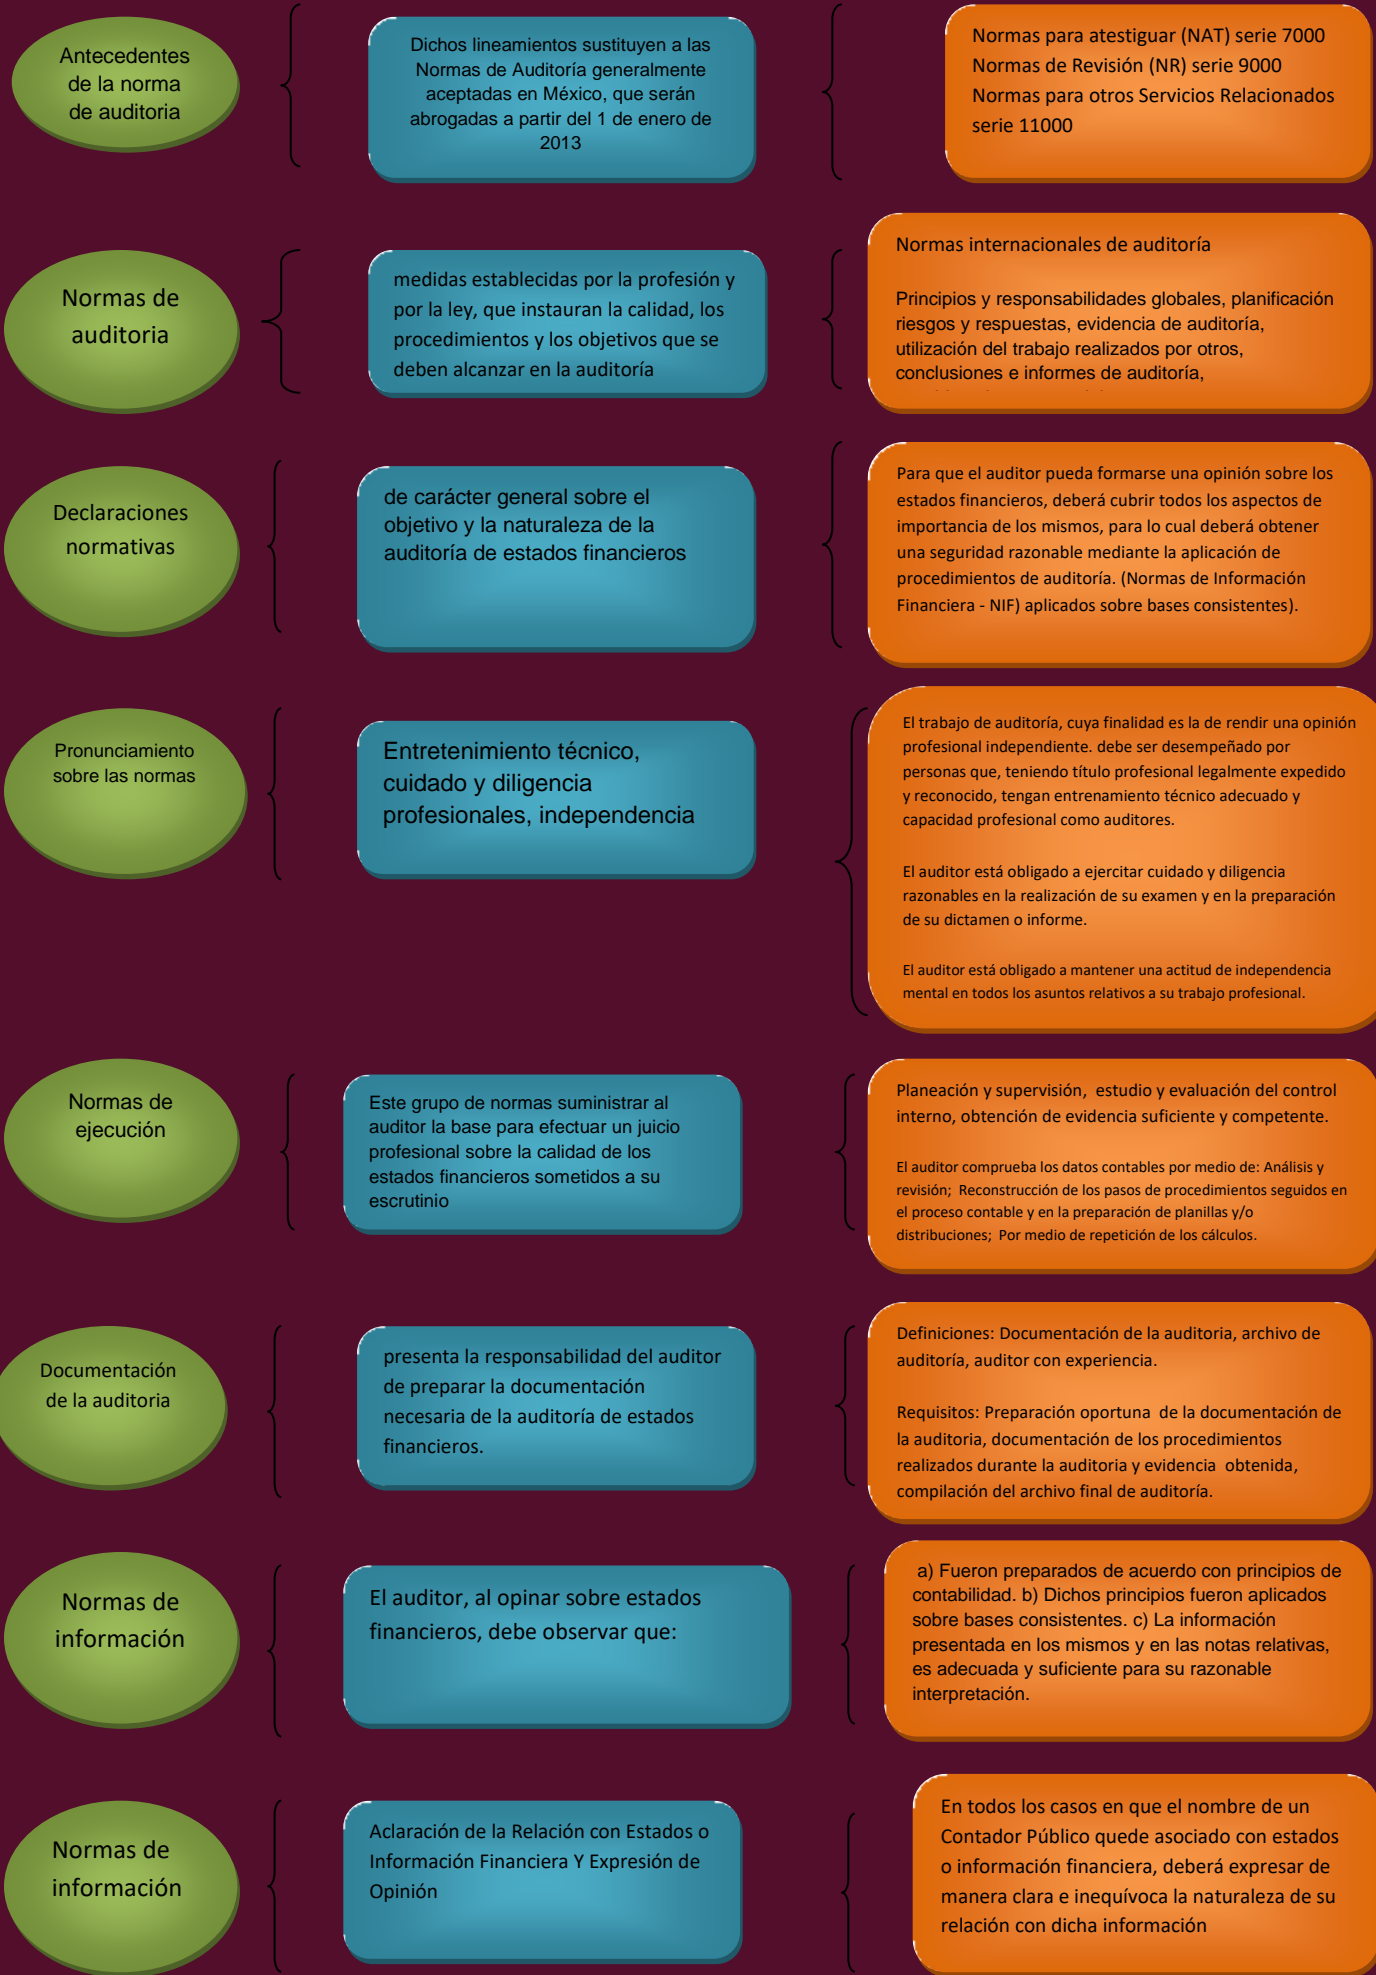 Antecedentes
de la norma
de auditoria
Dichos lineamientos sustituyen a las
Normas de Auditoría generalmente
aceptadas en México, que serán
abrogadas a partir del 1 de enero de
2013
Normas para atestiguar (NAT) serie 7000
Normas de Revisión (NR) serie 9000
Normas para otros Servicios Relacionados
serie 11000
Normas de
auditoria
medidas establecidas por la profesión y
por la ley, que instauran la calidad, los
procedimientos y los objetivos que se
deben alcanzar en la auditoría
Normas internacionales de auditoría
Principios y responsabilidades globales, planificación
riesgos y respuestas, evidencia de auditoría,
utilización del trabajo realizados por otros,
conclusiones e informes de auditoría,
Declaraciones
normativas
de carácter general sobre el
objetivo y la naturaleza de la
auditoría de estados financieros
Para que el auditor pueda formarse una opinión sobre los
estados financieros, deberá cubrir todos los aspectos de
importancia de los mismos, para lo cual deberá obtener
una seguridad razonable mediante la aplicación de
procedimientos de auditoría. (Normas de Información
Financiera - NIF) aplicados sobre bases consistentes).
Pronunciamiento
sobre las normas
Entretenimiento técnico,
cuidado y diligencia
profesionales, independencia
El trabajo de auditoría, cuya finalidad es la de rendir una opinión
profesional independiente. debe ser desempeñado por
personas que, teniendo título profesional legalmente expedido
y reconocido, tengan entrenamiento técnico adecuado y
capacidad profesional como auditores.
El auditor está obligado a ejercitar cuidado y diligencia
razonables en la realización de su examen y en la preparación
de su dictamen o informe.
El auditor está obligado a mantener una actitud de independencia
mental en todos los asuntos relativos a su trabajo profesional.
Normas de
ejecución
Este grupo de normas suministrar al
auditor la base para efectuar un juicio
profesional sobre la calidad de los
estados financieros sometidos a su
escrutinio
Planeación y supervisión, estudio y evaluación del control
interno, obtención de evidencia suficiente y competente.
El auditor comprueba los datos contables por medio de: Análisis y
revisión; Reconstrucción de los pasos de procedimientos seguidos en
el proceso contable y en la preparación de planillas y/o
distribuciones; Por medio de repetición de los cálculos.
Documentación
de la auditoria
presenta la responsabilidad del auditor
de preparar la documentación
necesaria de la auditoría de estados
financieros.
Definiciones: Documentación de la auditoria, archivo de
auditoría, auditor con experiencia.
Requisitos: Preparación oportuna de la documentación de
la auditoria, documentación de los procedimientos
realizados durante la auditoria y evidencia obtenida,
compilación del archivo final de auditoría.
Normas de
información
El auditor, al opinar sobre estados
financieros, debe observar que:
a) Fueron preparados de acuerdo con principios de
contabilidad. b) Dichos principios fueron aplicados
sobre bases consistentes. c) La información
presentada en los mismos y en las notas relativas,
es adecuada y suficiente para su razonable
interpretación.
Normas de
información
Aclaración de la Relación con Estados o
Información Financiera Y Expresión de
Opinión
En todos los casos en que el nombre de un
Contador Público quede asociado con estados
o información financiera, deberá expresar de
manera clara e inequívoca la naturaleza de su
relación con dicha información